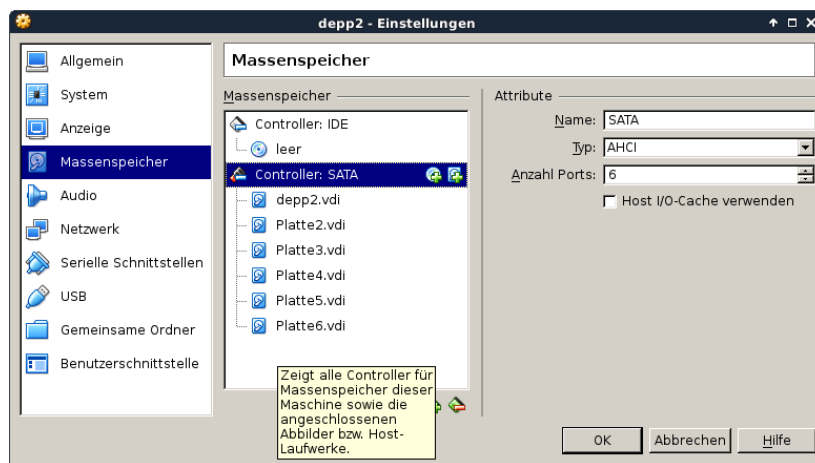 depp2 - Einstellungen
Allgemein
System
Anzeige
Massenspeicher
Audio
Netzwerk
Serielle Schnittstellen
USB
Gemeinsame Ordner
Benutzerschnittstelle
Massenspeicher
Massenspeicher
Controller: IDE
leer
Controller: SATA
depp2.vdi
Platte2.vdi
Platte3.vdi
Platte4.vdi
Platte5.vdi
Platte6.vdi
Zeigt alle Controller für
Massenspeicher dieser
Maschine sowie die
angeschlossenen
Abbilder bzw. Host-
Laufwerke.
Attribute
Name: SATA
Typ: AHCI
Anzahl Ports: 6
Host I/O-Cache verwenden
OK Abbrechen Hilfe